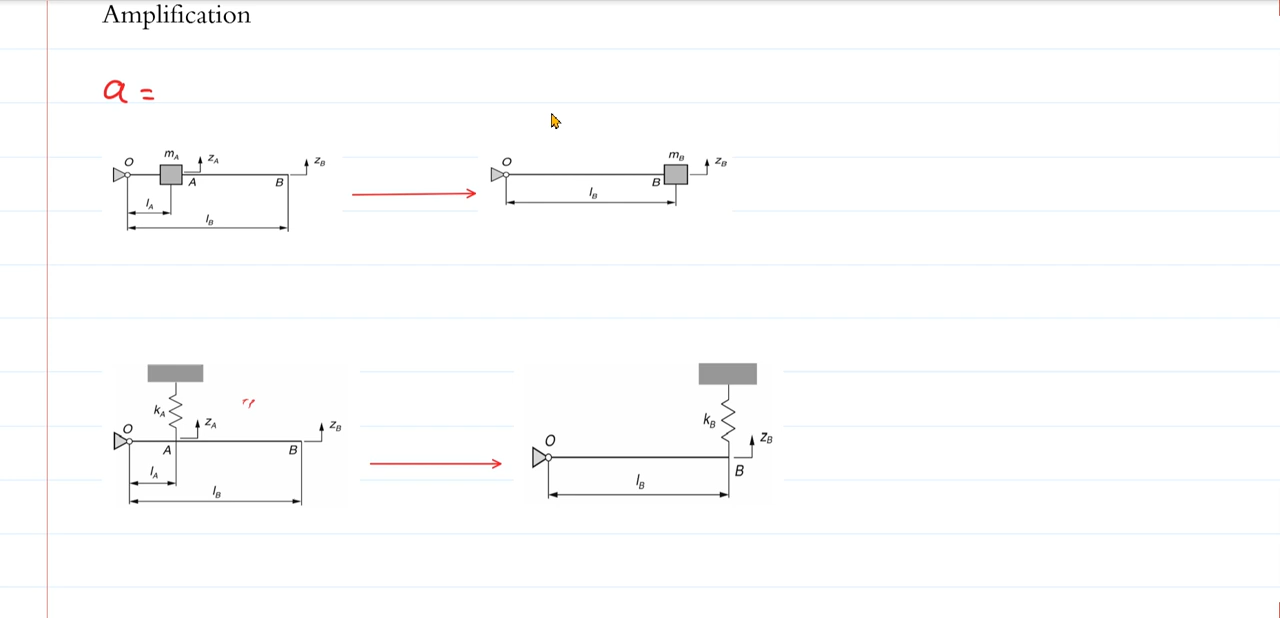 Amplification
a =
O m_A z_A z_B
A B
l_A
l_B
O m_B z_B
B
l_B
k_A
O z_A z_B
A B
l_A
l_B
k_B
O z_B
B
l_B